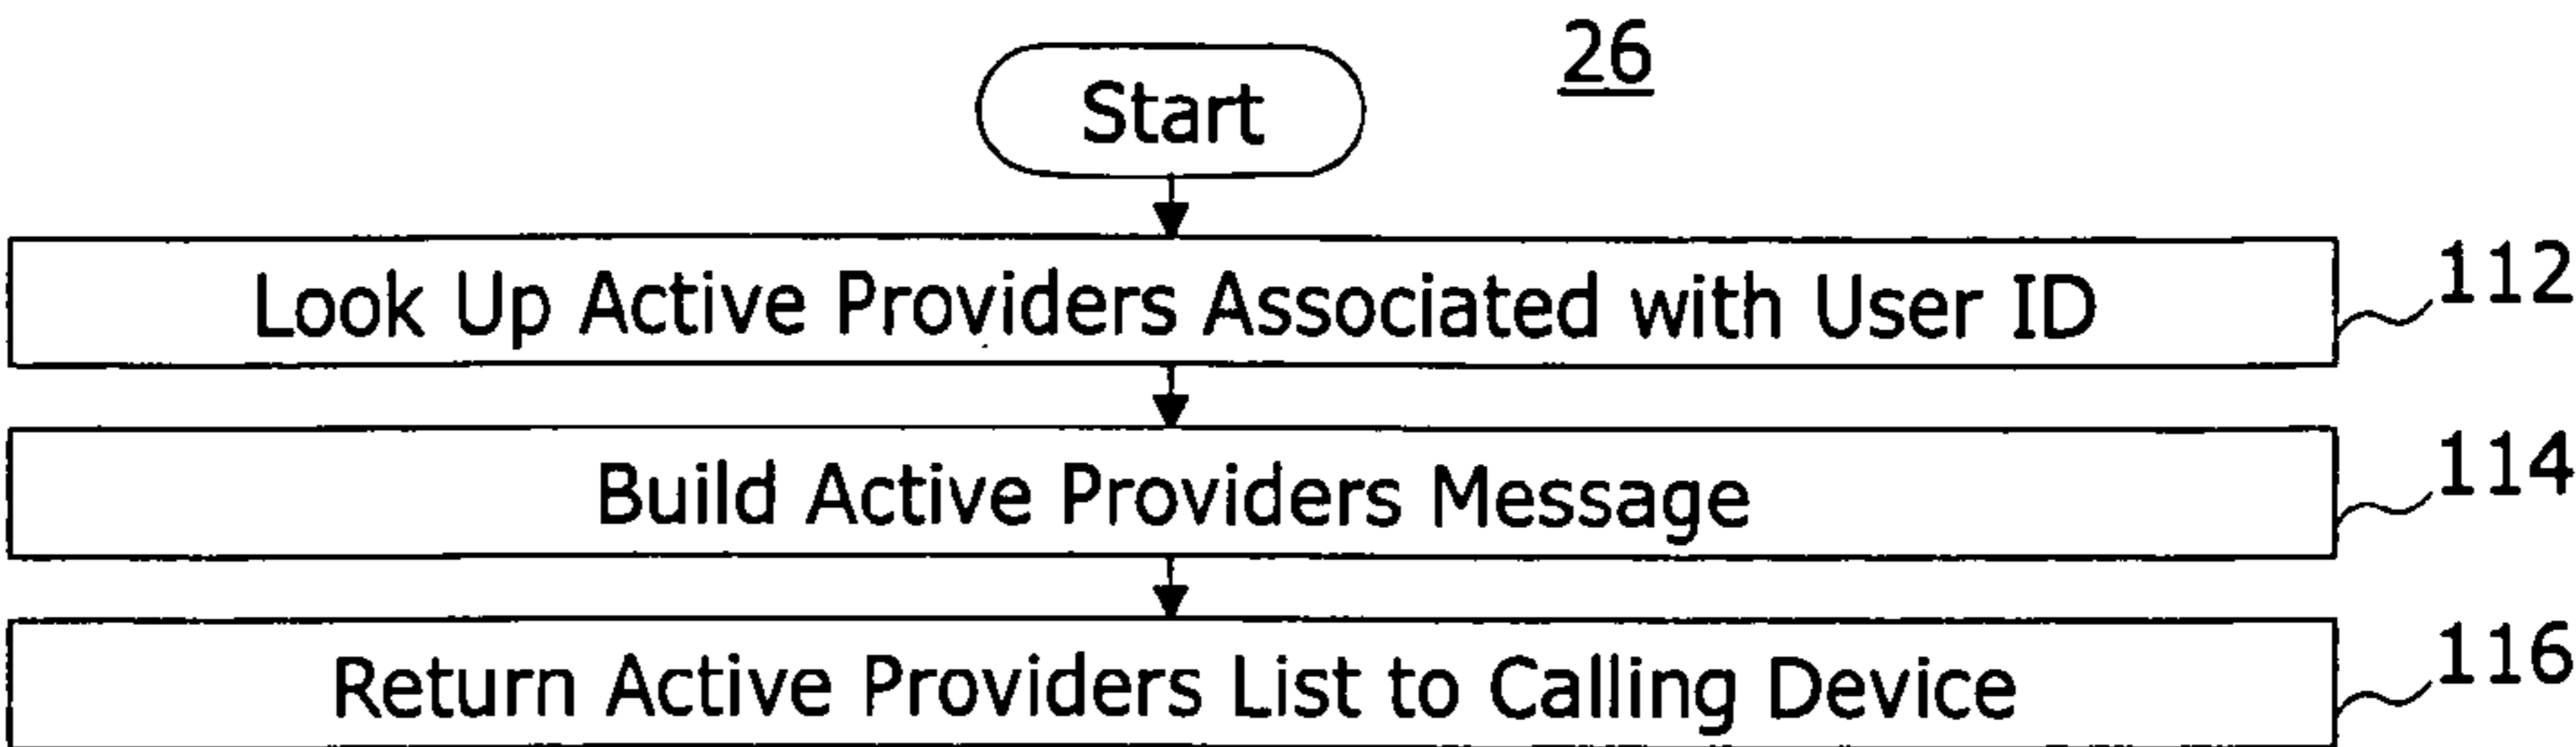 26
Start
Look Up Active Providers Associated with User ID
112
Build Active Providers Message
114
Return Active Providers List to Calling Device
116